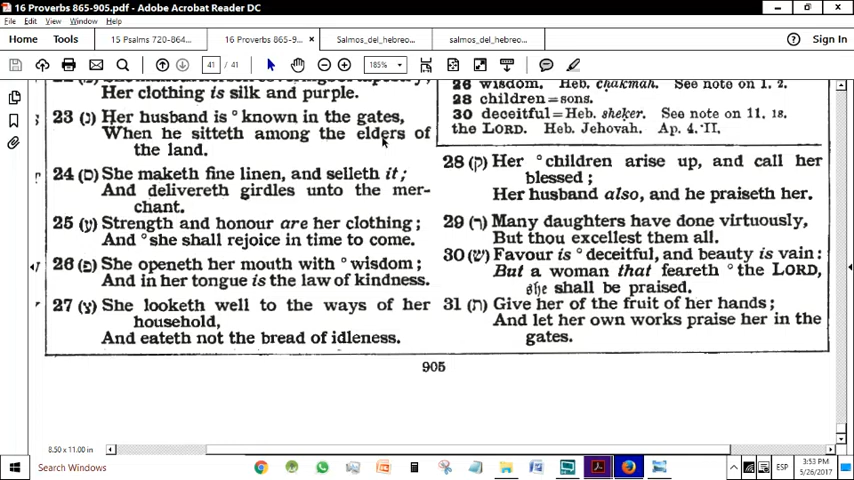 16 Proverbs 865-905.pdf - Adobe Acrobat Reader DC
File Edit View Window Help
Home Tools 15 Psalms 720-864... 16 Proverbs 865-9... × Salmos_del_hebreo... salmos_del_hebreo... Sign In
41 / 41 185%
Her clothing is silk and purple.
23 (נ) Her husband is °known in the gates,
When he sitteth among the elders of
the land.
24 (ס) She maketh fine linen, and selleth it;
And delivereth girdles unto the mer-
chant.
25 (ע) Strength and honour are her clothing;
And °she shall rejoice in time to come.
26 (פ) She openeth her mouth with °wisdom;
And in her tongue is the law of kindness.
27 (צ) She looketh well to the ways of her
household,
And eateth not the bread of idleness.
26 wisdom. Heb. chakmah. See note on 1. 2.
28 children=sons.
30 deceitful=Heb. sheker. See note on 11. 18.
the LORD. Heb. Jehovah. Ap. 4. II.
28 (ק) Her °children arise up, and call her
blessed;
Her husband also, and he praiseth her.
29 (ר) Many daughters have done virtuously,
But thou excellest them all.
30 (ש) Favour is °deceitful, and beauty is vain:
But a woman that feareth °the LORD,
she shall be praised.
31 (ת) Give her of the fruit of her hands;
And let her own works praise her in the
gates.
905
8.50 x 11.00 in
Search Windows
ESP
3:53 PM
5/26/2017